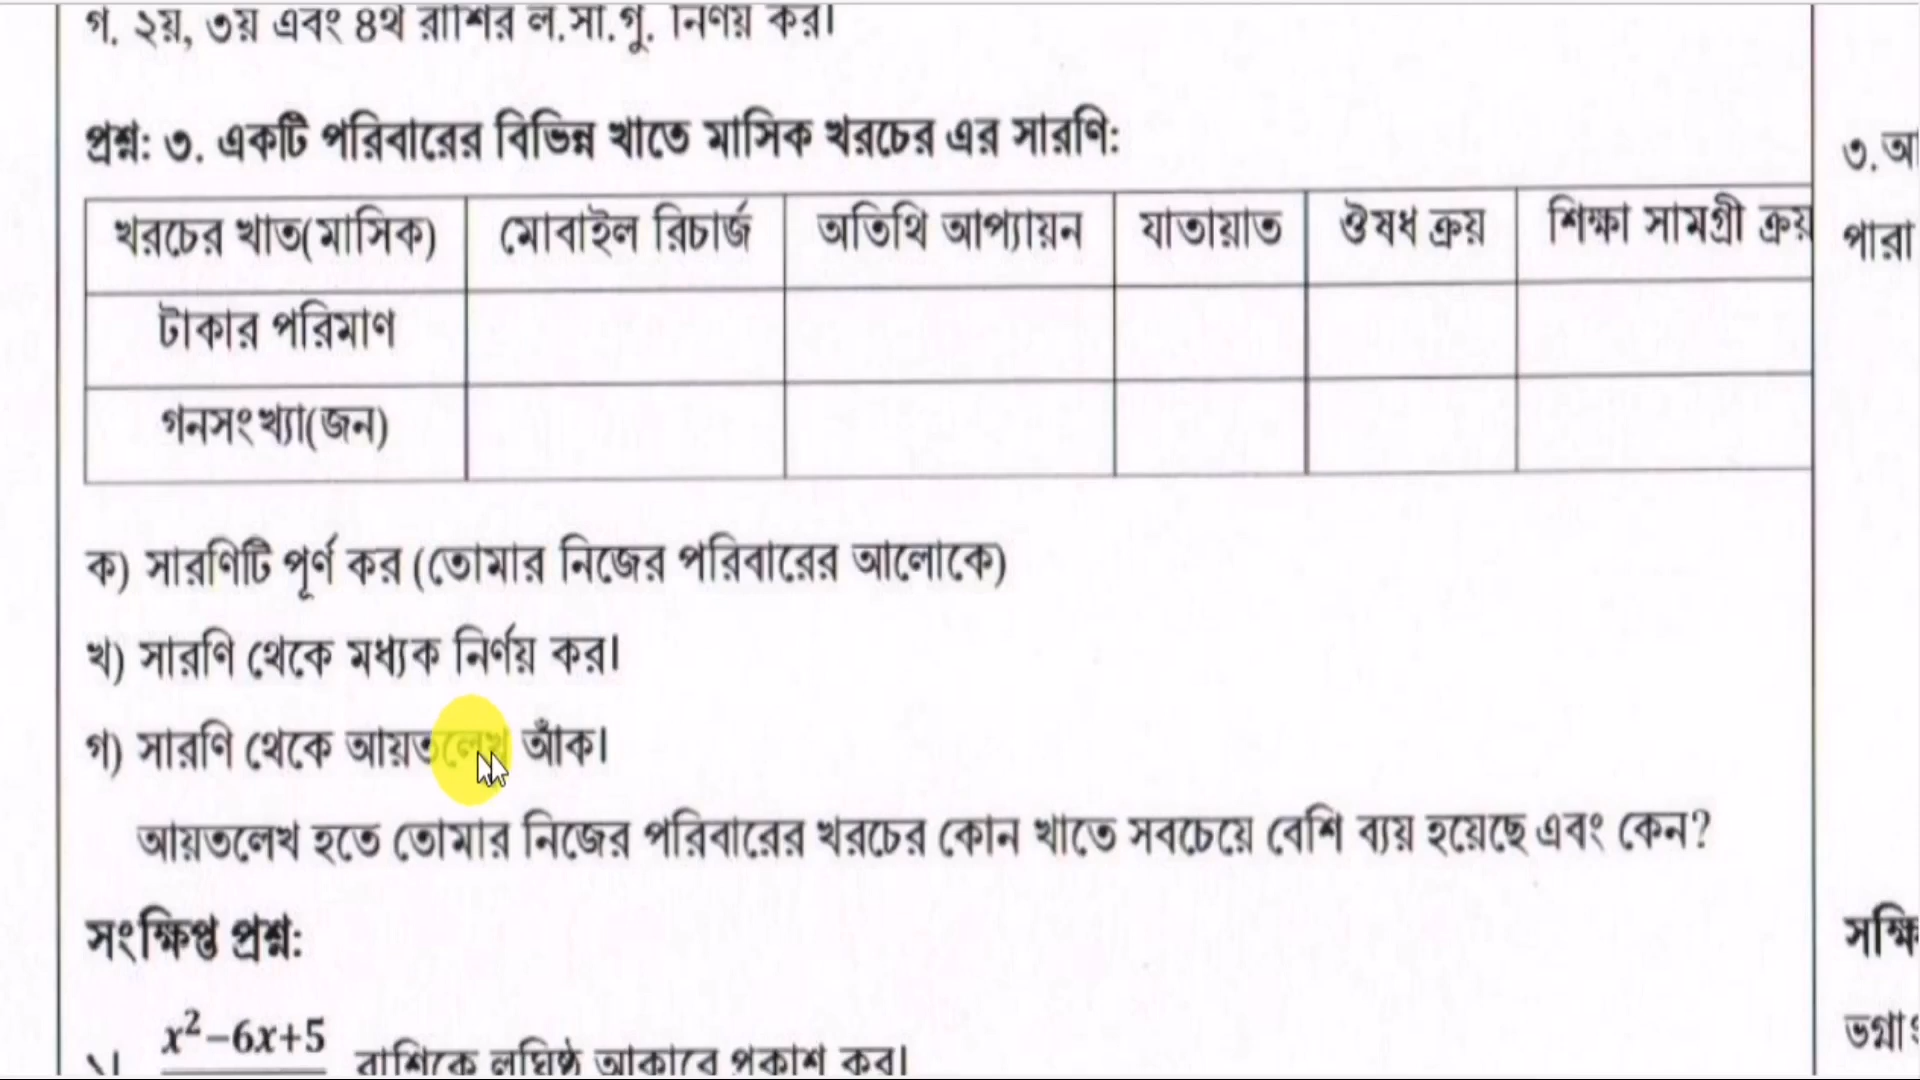 গ. ২য়, ৩য় এবং ৪থ রাশির ল.সা.গু. নির্ণয় কর।
প্রশ্ন: ৩. একটি পরিবারের বিভিন্ন খাতে মাসিক খরচের এর সারণি:
খরচের খাত(মাসিক) মোবাইল রিচার্জ অতিথি আপ্যায়ন যাতায়াত ঔষধ ক্রয় শিক্ষা সামগ্রী ক্রয়
টাকার পরিমাণ
গনসংখ্যা(জন)
ক) সারণিটি পূর্ণ কর (তোমার নিজের পরিবারের আলোকে)
খ) সারণি থেকে মধ্যক নির্ণয় কর।
গ) সারণি থেকে আয়তলেখ আঁক।
আয়তলেখ হতে তোমার নিজের পরিবারের খরচের কোন খাতে সবচেয়ে বেশি ব্যয় হয়েছে এবং কেন?
সংক্ষিপ্ত প্রশ্ন:
x²−6x+5
১। রাশিকে লঘিষ্ঠ আকারে প্রকাশ কর।
৩.আ
পারা